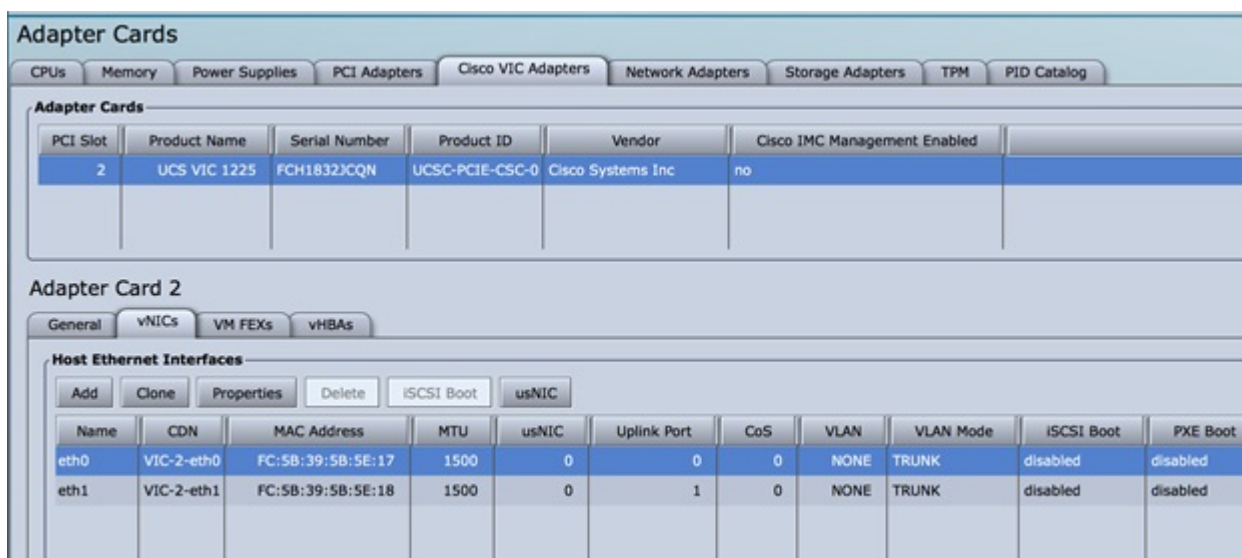 Adapter Cards
CPUs Memory Power Supplies PCI Adapters Cisco VIC Adapters Network Adapters Storage Adapters TPM PID Catalog
Adapter Cards
PCI Slot Product Name Serial Number Product ID Vendor Cisco IMC Management Enabled
2 UCS VIC 1225 FCH1832JCQN UCSC-PCIE-CSC-0 Cisco Systems Inc no
Adapter Card 2
General vNICs VM FEXs vHBAs
Host Ethernet Interfaces
Add Clone Properties Delete iSCSI Boot usNIC
Name CDN MAC Address MTU usNIC Uplink Port CoS VLAN VLAN Mode iSCSI Boot PXE Boot
eth0 VIC-2-eth0 FC:5B:39:5B:5E:17 1500 0 0 0 NONE TRUNK disabled disabled
eth1 VIC-2-eth1 FC:5B:39:5B:5E:18 1500 0 1 0 NONE TRUNK disabled disabled